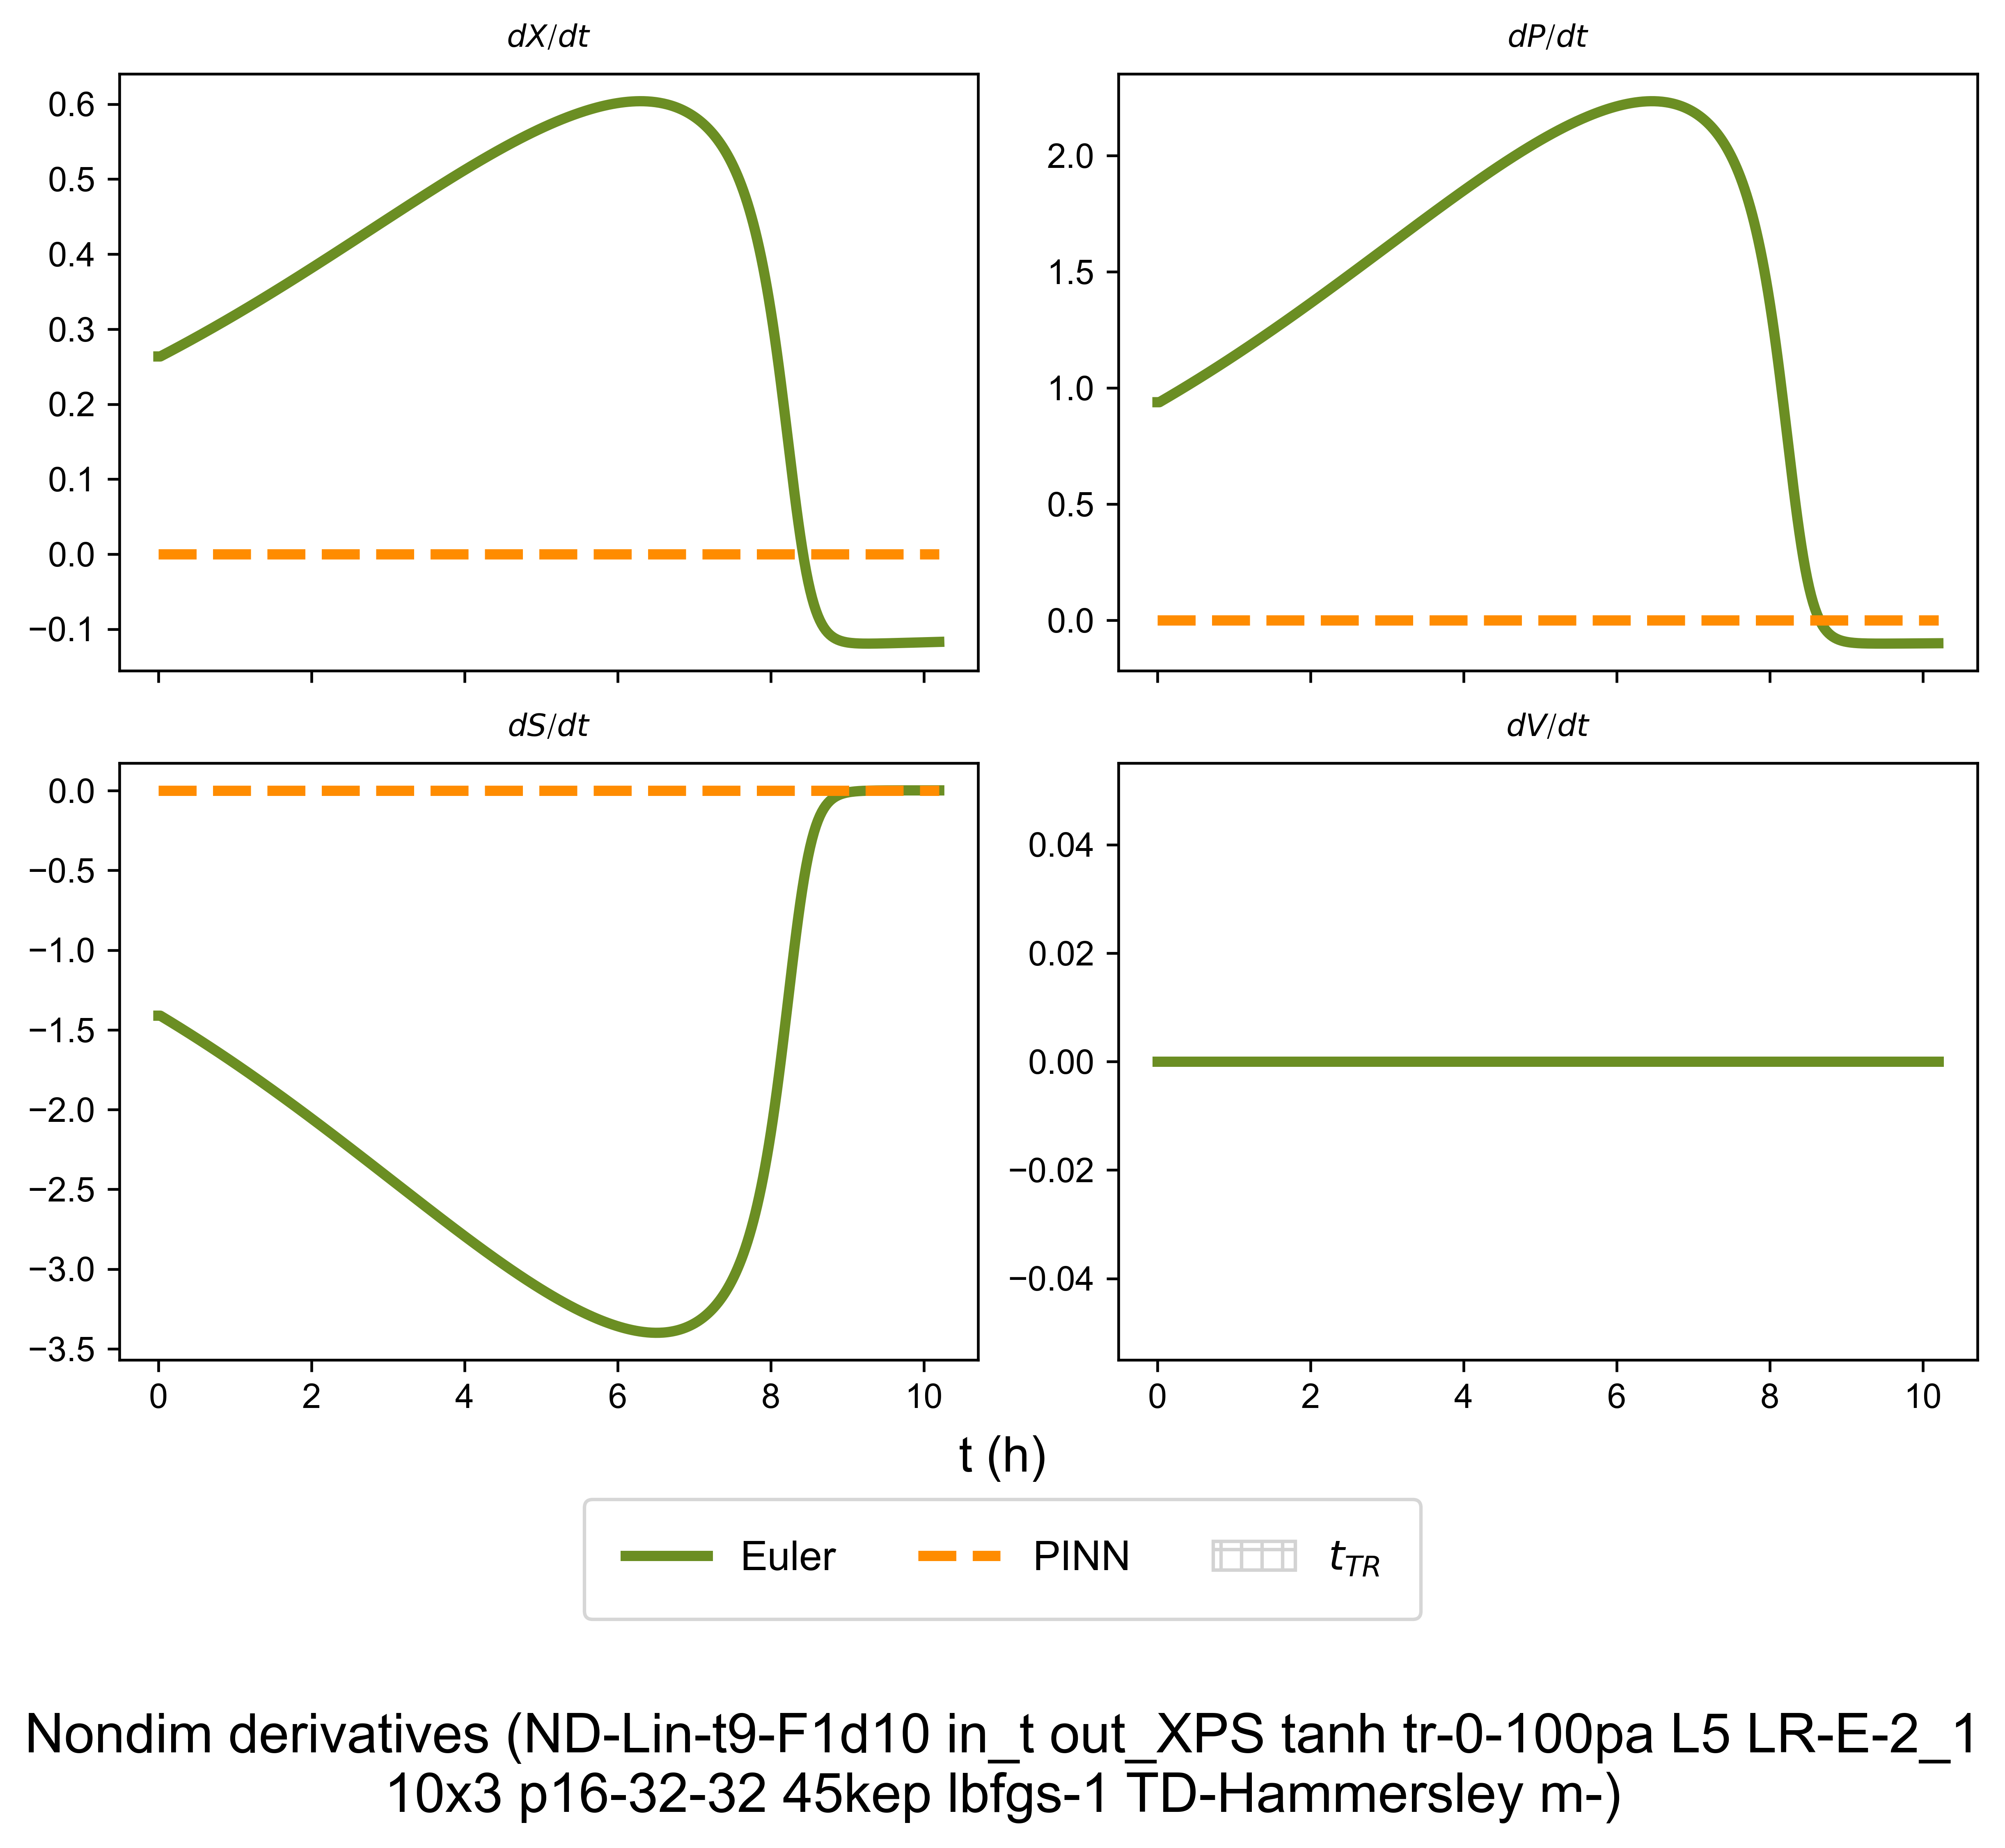 dX/dt
dP/dt
0.6
0.5
0.4
0.3
0.2
0.1
0.0
−0.1
2.0
1.5
1.0
0.5
0.0
dS/dt
dV/dt
0.0
−0.5
−1.0
−1.5
−2.0
−2.5
−3.0
−3.5
0 2 4 6 8 10
0.04
0.02
0.00
−0.02
−0.04
0 2 4 6 8 10
t (h)
Euler PINN t_TR
Nondim derivatives (ND-Lin-t9-F1d10 in_t out_XPS tanh tr-0-100pa L5 LR-E-2_1
10x3 p16-32-32 45kep lbfgs-1 TD-Hammersley m-)